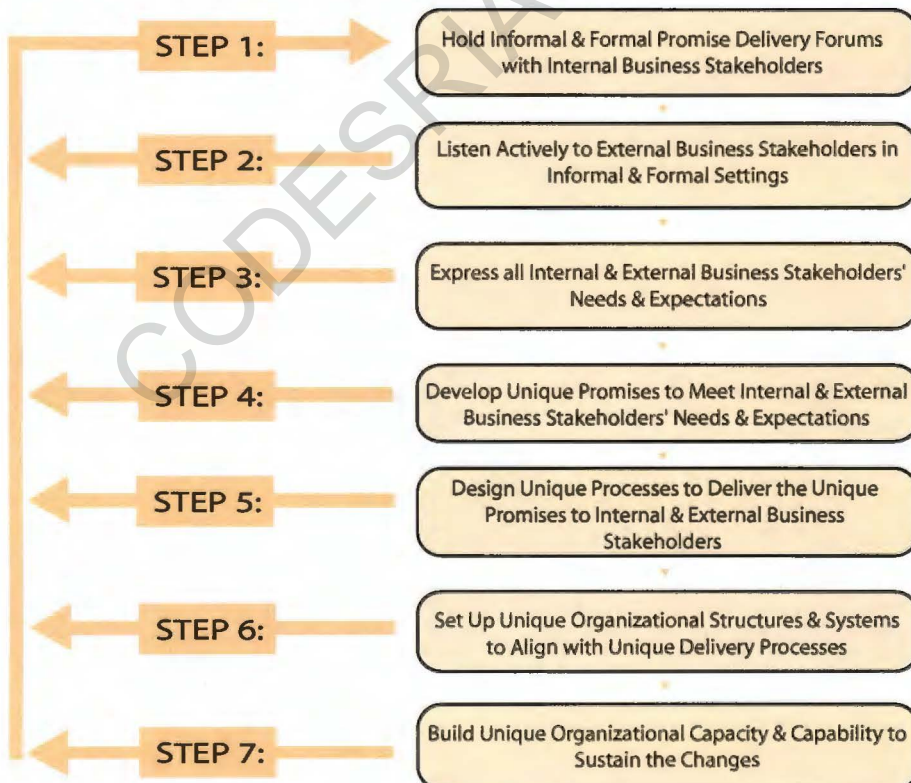 STEP 1:
Hold Informal & Formal Promise Delivery Forums
with Internal Business Stakeholders
STEP 2:
Listen Actively to External Business Stakeholders in
Informal & Formal Settings
STEP 3:
Express all Internal & External Business Stakeholders'
Needs & Expectations
STEP 4:
Develop Unique Promises to Meet Internal & External
Business Stakeholders' Needs & Expectations
STEP 5:
Design Unique Processes to Deliver the Unique
Promises to Internal & External Business
Stakeholders
STEP 6:
Set Up Unique Organizational Structures & Systems
to Align with Unique Delivery Processes
STEP 7:
Build Unique Organizational Capacity & Capability to
Sustain the Changes
CODESRIA